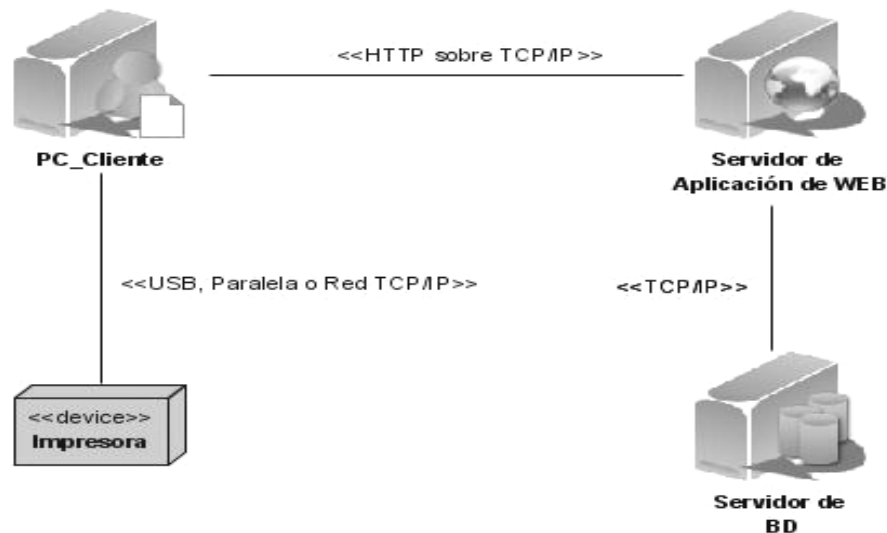 <<HTTP sobre TCP/IP>>
PC_Cliente
Servidor de
Aplicación de WEB
<<USB, Paralela o Red TCP/IP>>
<<TCP/IP>>
<<device>>
Impresora
Servidor de
BD